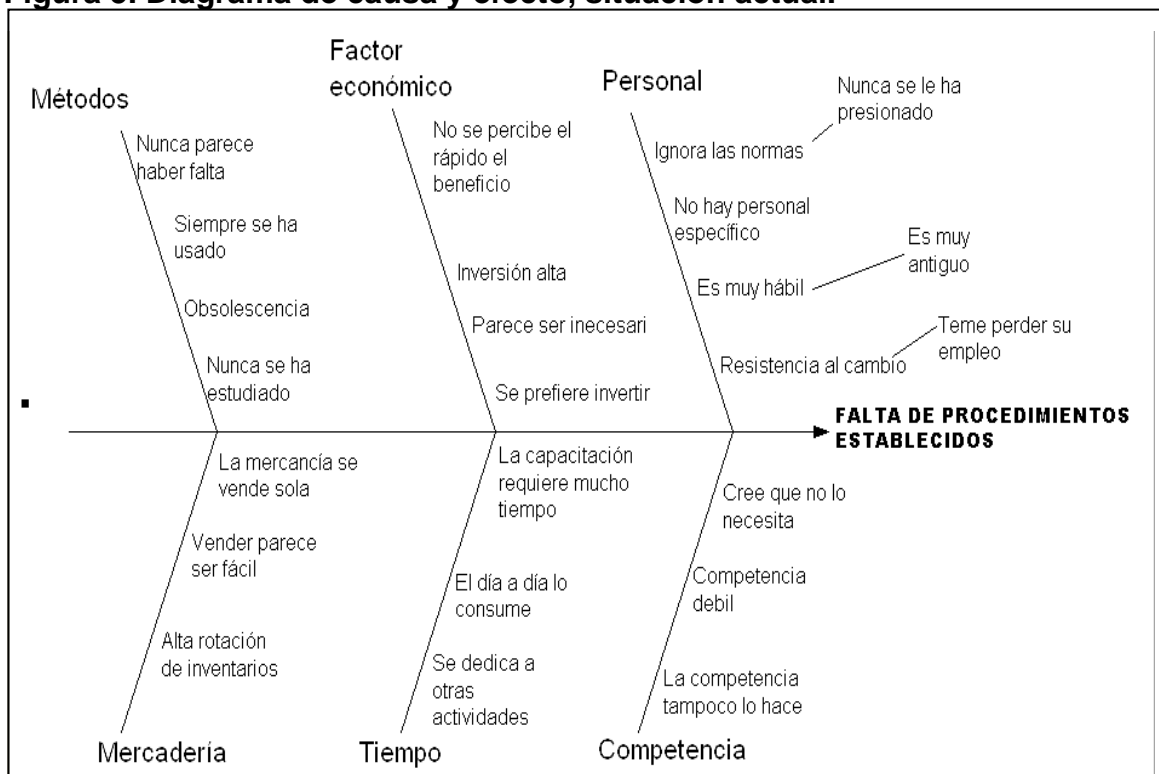 Figura 3. Diagrama de causa y efecto, situación actual.
Factor
económico
Personal
Métodos
Nunca se le ha
presionado
Nunca parece
haber falta
No se percibe el
rápido el
beneficio
Ignora las normas
Siempre se ha
usado
No hay personal
específico
Es muy
antiguo
Inversión alta
Es muy hábil
Obsolescencia
Parece ser inecesari
Teme perder su
empleo
Nunca se ha
estudiado
Resistencia al cambio
Se prefiere invertir
FALTA DE PROCEDIMIENTOS
ESTABLECIDOS
La mercancía se
vende sola
La capacitación
requiere mucho
tiempo
Cree que no lo
necesita
Vender parece
ser fácil
El día a día lo
consume
Competencia
debil
Alta rotación
de inventarios
Se dedica a
otras
actividades
La competencia
tampoco lo hace
Mercadería
Tiempo
Competencia